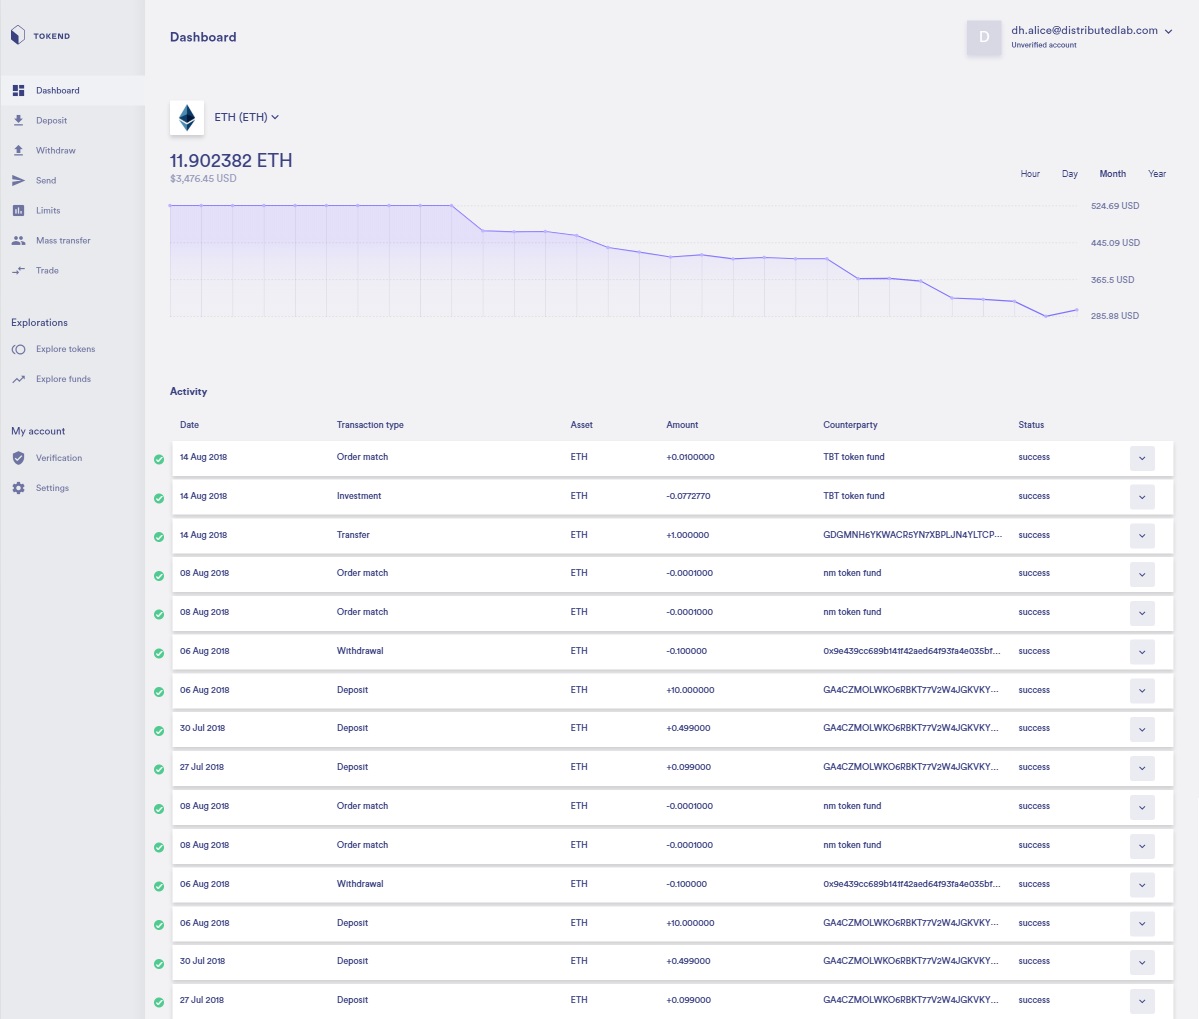 TOKEND
Dashboard
Deposit
Withdraw
Send
Limits
Mass transfer
Trade
Explorations
Explore tokens
Explore funds
My account
Verification
Settings
Dashboard
D
dh.alice@distributedlab.com
Unverified account
ETH (ETH)
11.902382 ETH
$3,476.45 USD
Hour Day Month Year
524.69 USD
445.09 USD
365.5 USD
285.88 USD
Activity
Date Transaction type Asset Amount Counterparty Status
14 Aug 2018 Order match ETH +0.0100000 TBT token fund success
14 Aug 2018 Investment ETH -0.0772770 TBT token fund success
14 Aug 2018 Transfer ETH +1.000000 GDGMNH6YKWACR5YN7XBPLJN4YLTCP... success
08 Aug 2018 Order match ETH -0.0001000 nm token fund success
08 Aug 2018 Order match ETH -0.0001000 nm token fund success
06 Aug 2018 Withdrawal ETH -0.100000 0x9e439cc689b141f42aed64f93fa4e035bf... success
06 Aug 2018 Deposit ETH +10.000000 GA4CZMOLWKO6RBKT77V2W4JGKVKY... success
30 Jul 2018 Deposit ETH +0.499000 GA4CZMOLWKO6RBKT77V2W4JGKVKY... success
27 Jul 2018 Deposit ETH +0.099000 GA4CZMOLWKO6RBKT77V2W4JGKVKY... success
08 Aug 2018 Order match ETH -0.0001000 nm token fund success
08 Aug 2018 Order match ETH -0.0001000 nm token fund success
06 Aug 2018 Withdrawal ETH -0.100000 0x9e439cc689b141f42aed64f93fa4e035bf... success
06 Aug 2018 Deposit ETH +10.000000 GA4CZMOLWKO6RBKT77V2W4JGKVKY... success
30 Jul 2018 Deposit ETH +0.499000 GA4CZMOLWKO6RBKT77V2W4JGKVKY... success
27 Jul 2018 Deposit ETH +0.099000 GA4CZMOLWKO6RBKT77V2W4JGKVKY... success